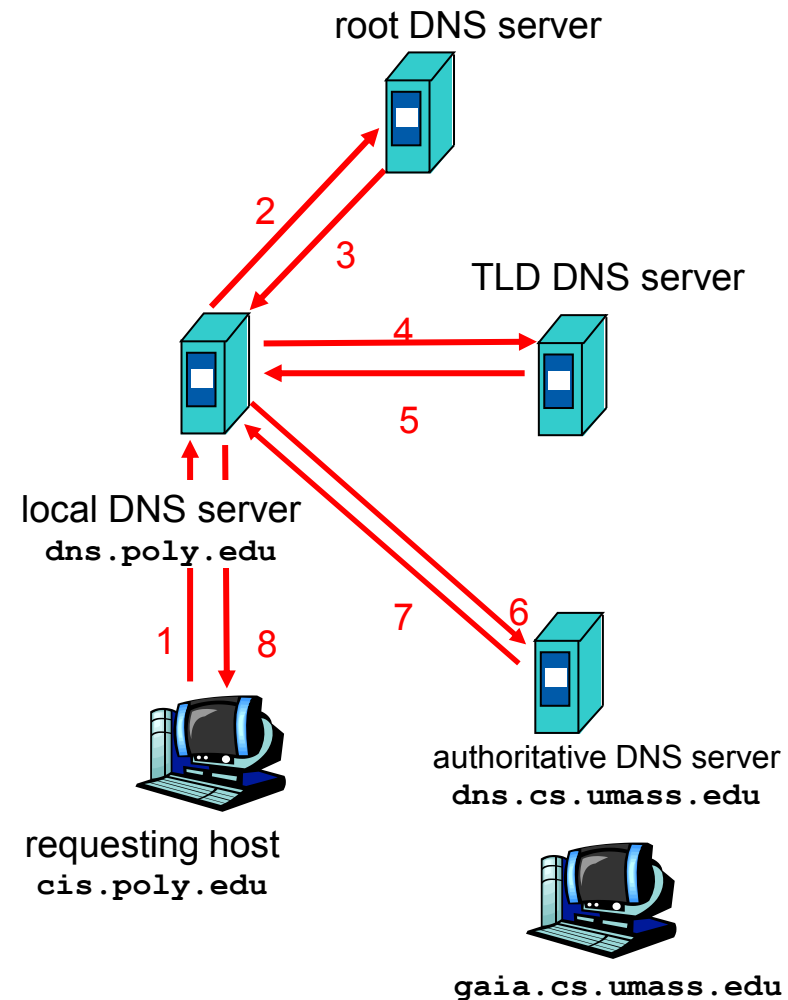 root DNS server
2
3
TLD DNS server
4
5
local DNS server
dns.poly.edu
1
8
7
6
authoritative DNS server
dns.cs.umass.edu
requesting host
cis.poly.edu
gaia.cs.umass.edu